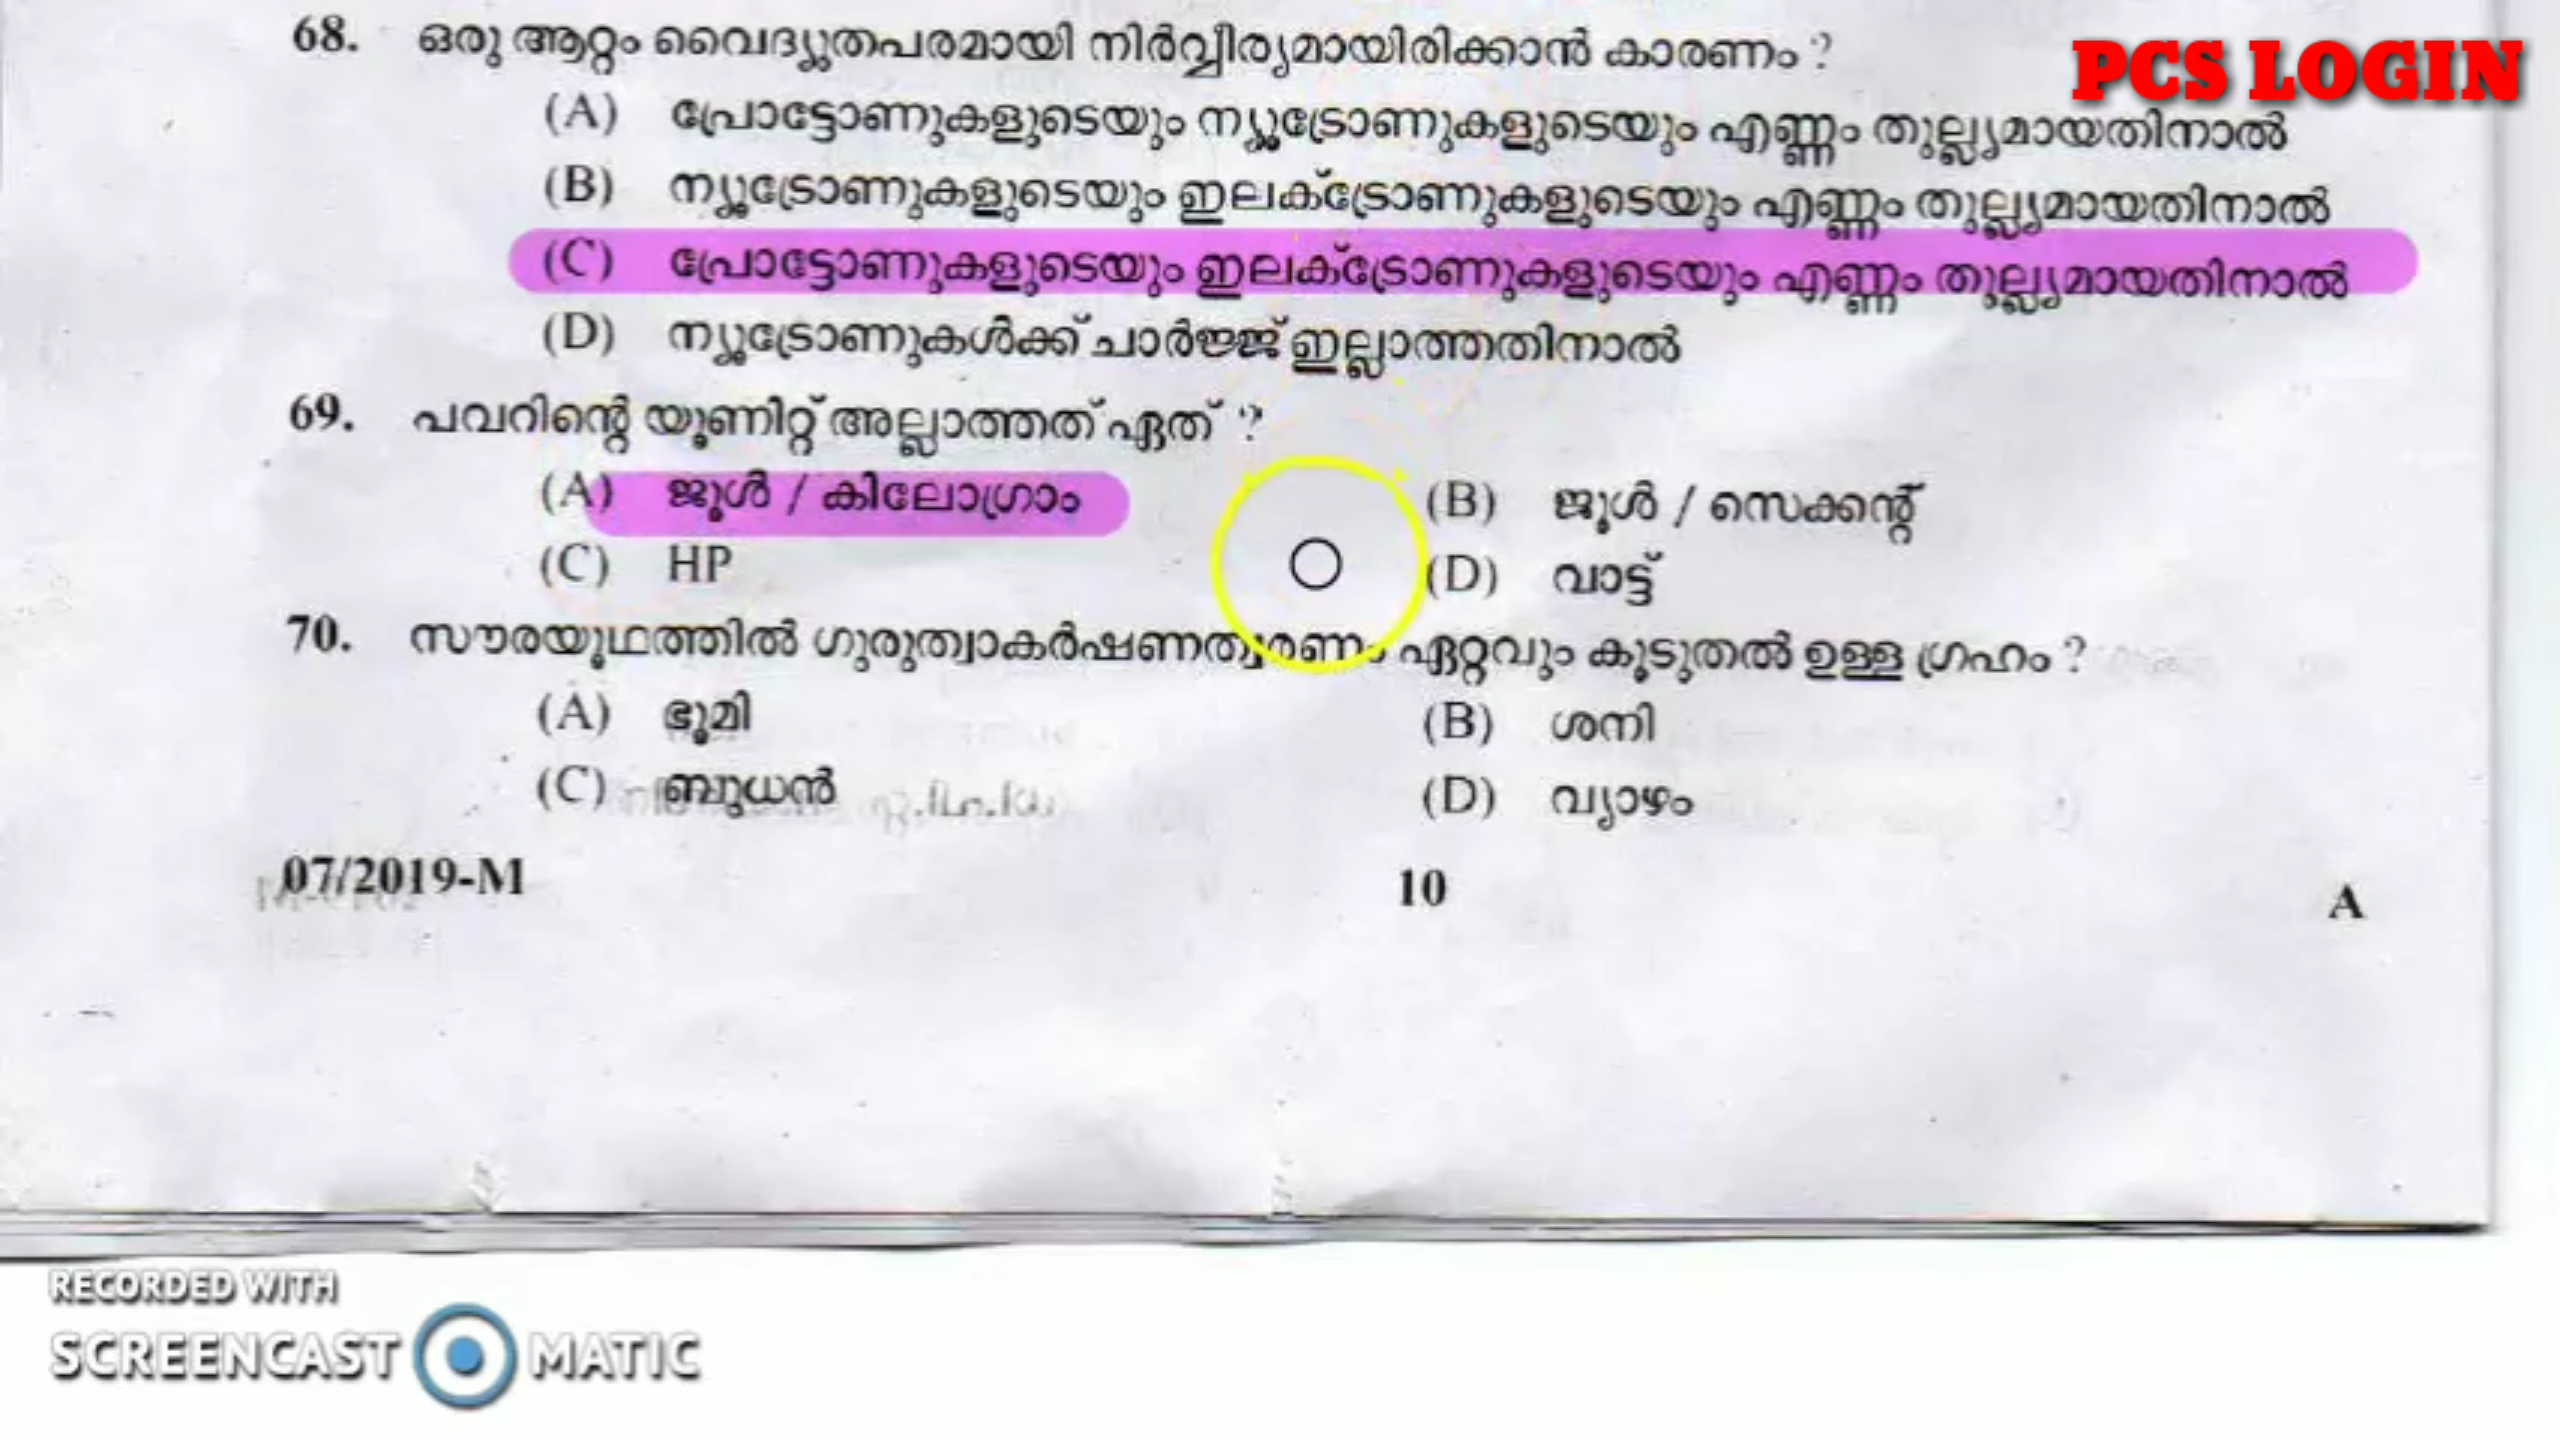 PCS LOGIN
68. ഒരു ആറ്റം വൈദ്യുതപരമായി നിർവ്വീര്യമായിരിക്കാൻ കാരണം ?
(A) പ്രോട്ടോണുകളുടെയും ന്യൂട്രോണുകളുടെയും എണ്ണം തുല്ല്യമായതിനാൽ
(B) ന്യൂട്രോണുകളുടെയും ഇലക്ട്രോണുകളുടെയും എണ്ണം തുല്ല്യമായതിനാൽ
(C) പ്രോട്ടോണുകളുടെയും ഇലക്ട്രോണുകളുടെയും എണ്ണം തുല്ല്യമായതിനാൽ
(D) ന്യൂട്രോണുകൾക്ക് ചാർജ്ജ് ഇല്ലാത്തതിനാൽ
69. പവറിന്റെ യൂണിറ്റ് അല്ലാത്തത് ഏത് ?
(A) ജൂൾ / കിലോഗ്രാം (B) ജൂൾ / സെക്കന്റ്
(C) HP (D) വാട്ട്
70. സൗരയൂഥത്തിൽ ഗുരുത്വാകർഷണത്വരണം ഏറ്റവും കൂടുതൽ ഉള്ള ഗ്രഹം ?
(A) ഭൂമി (B) ശനി
(C) ബുധൻ (D) വ്യാഴം
07/2019-M 10 A
RECORDED WITH
SCREENCAST MATIC